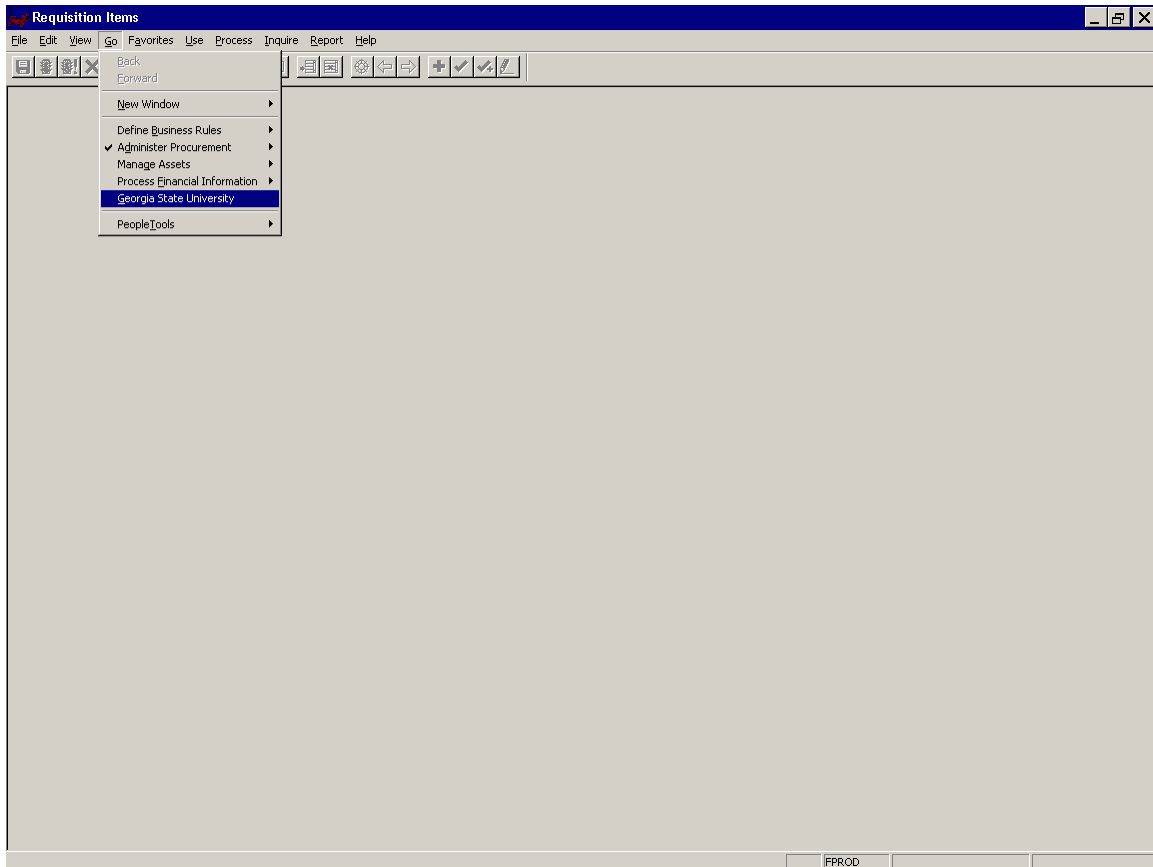 Requisition Items
File Edit View Go Favorites Use Process Inquire Report Help
Back
Forward
New Window
Define Business Rules
Administer Procurement
Manage Assets
Process Financial Information
Georgia State University
PeopleTools
FPROD